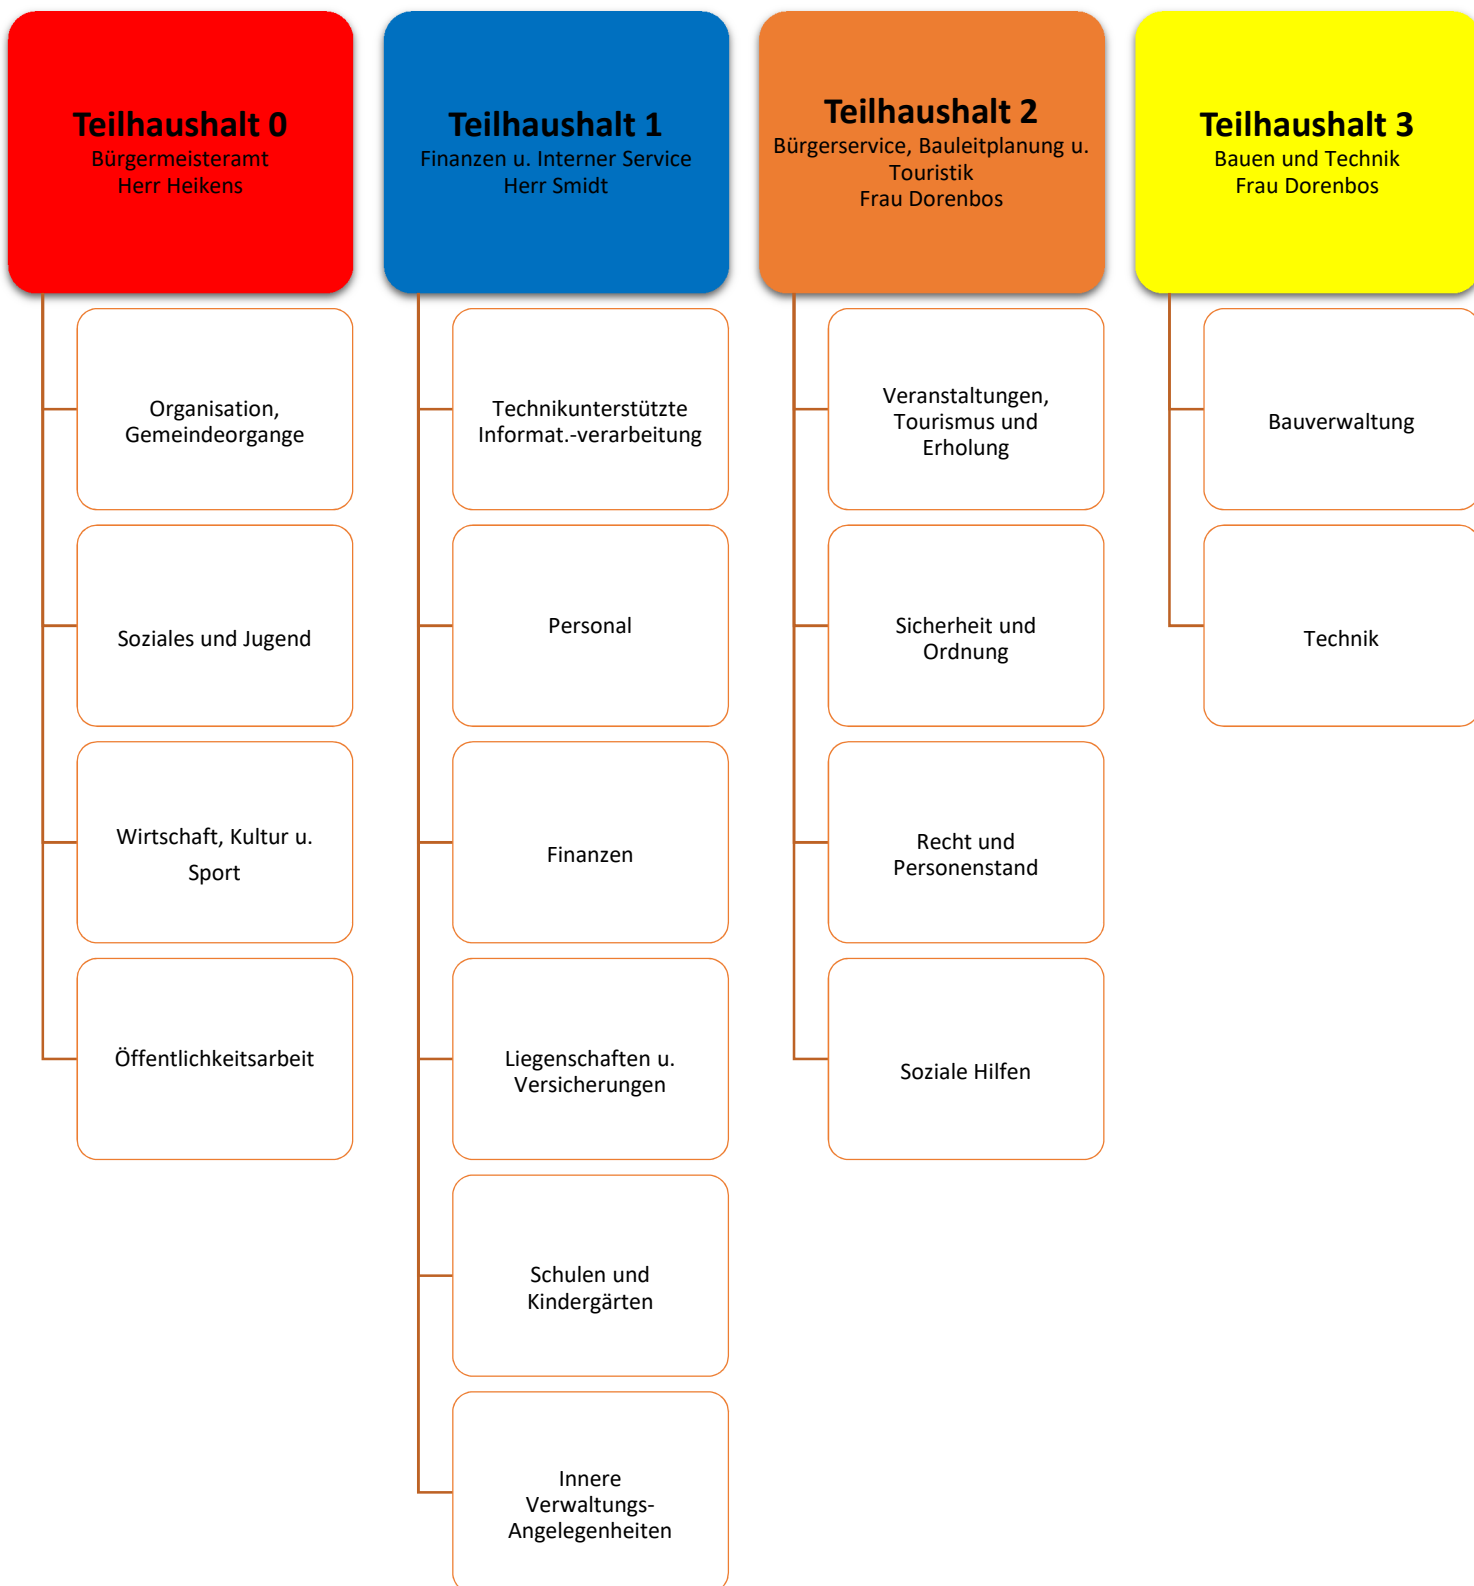 Teilhaushalt 0
Bürgermeisteramt
Herr Heikens
Organisation,
Gemeindeorgange
Soziales und Jugend
Wirtschaft, Kultur u.
Sport
Öffentlichkeitsarbeit
Teilhaushalt 1
Finanzen u. Interner Service
Herr Smidt
Technikunterstützte
Informat.-verarbeitung
Personal
Finanzen
Liegenschaften u.
Versicherungen
Schulen und
Kindergärten
Innere
Verwaltungs-
Angelegenheiten
Teilhaushalt 2
Bürgerservice, Bauleitplanung u.
Touristik
Frau Dorenbos
Veranstaltungen,
Tourismus und
Erholung
Sicherheit und
Ordnung
Recht und
Personenstand
Soziale Hilfen
Teilhaushalt 3
Bauen und Technik
Frau Dorenbos
Bauverwaltung
Technik